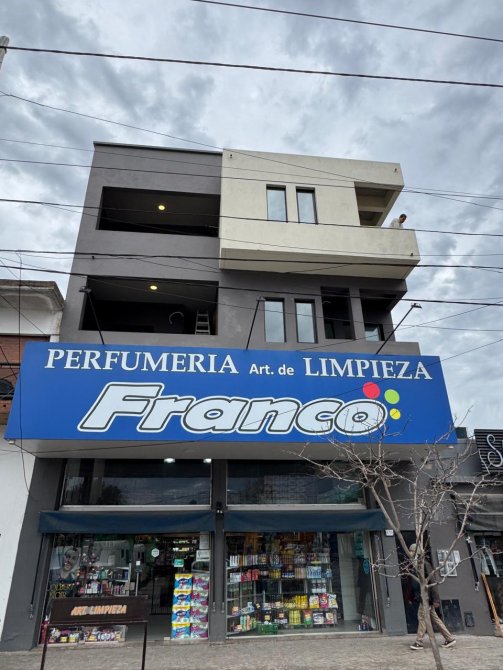 PERFUMERIA Art. de LIMPIEZA
Franco
ART LIMPIEZA